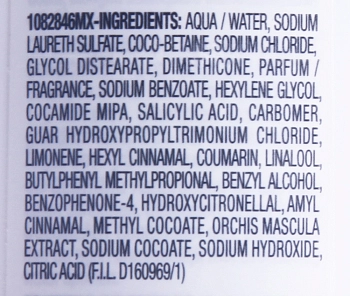 1082846MX-INGREDIENTS: AQUA / WATER, SODIUM
LAURETH SULFATE, COCO-BETAINE, SODIUM CHLORIDE,
GLYCOL DISTEARATE, DIMETHICONE, PARFUM /
FRAGRANCE, SODIUM BENZOATE, HEXYLENE GLYCOL,
COCAMIDE MIPA, SALICYLIC ACID, CARBOMER,
GUAR HYDROXYPROPYLTRIMONIUM CHLORIDE,
LIMONENE, HEXYL CINNAMAL, COUMARIN, LINALOOL,
BUTYLPHENYL METHYLPROPIONAL, BENZYL ALCOHOL,
BENZOPHENONE-4, HYDROXYCITRONELLAL, AMYL
CINNAMAL, METHYL COCOATE, ORCHIS MASCULA
EXTRACT, SODIUM COCOATE, SODIUM HYDROXIDE,
CITRIC ACID (F.I.L. D160969/1)